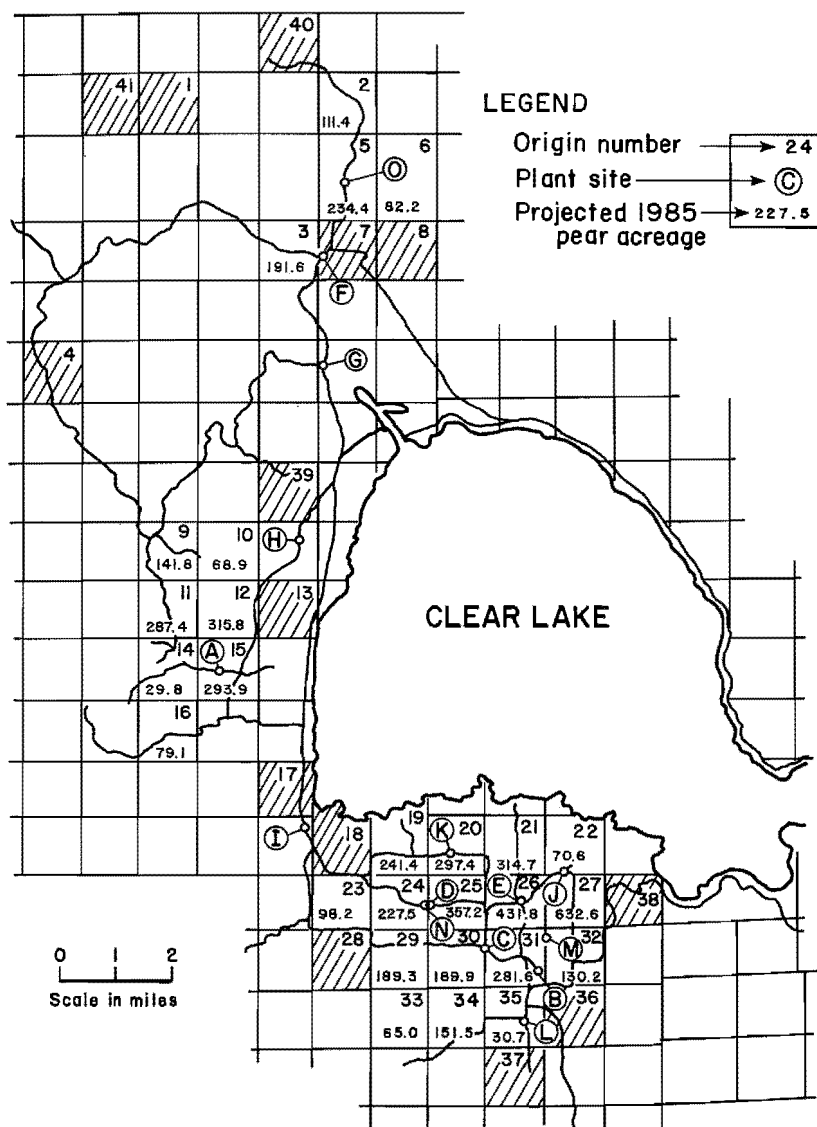 40
41 1 2
111.4
LEGEND
Origin number 24
Plant site C
Projected 1985 227.5
pear acreage
5 6
O
234.4 82.2
3 7 8
191.6
F
4
G
39
9 10
H
141.8 68.9
11 12 13
CLEAR LAKE
287.4 315.8
14 A 15
29.8 293.9
16
79.1
17
I
18 19 K 20 21 22
241.4 297.4 314.7 70.6
23 24 D 25 E 26 J 27 38
98.2 227.5 357.2 431.8 632.6
N
28 29 30 C 31 M 32
189.3 189.9 281.6 130.2
B
33 34 35 36
65.0 151.5 30.7
L
37
0 1 2
Scale in miles